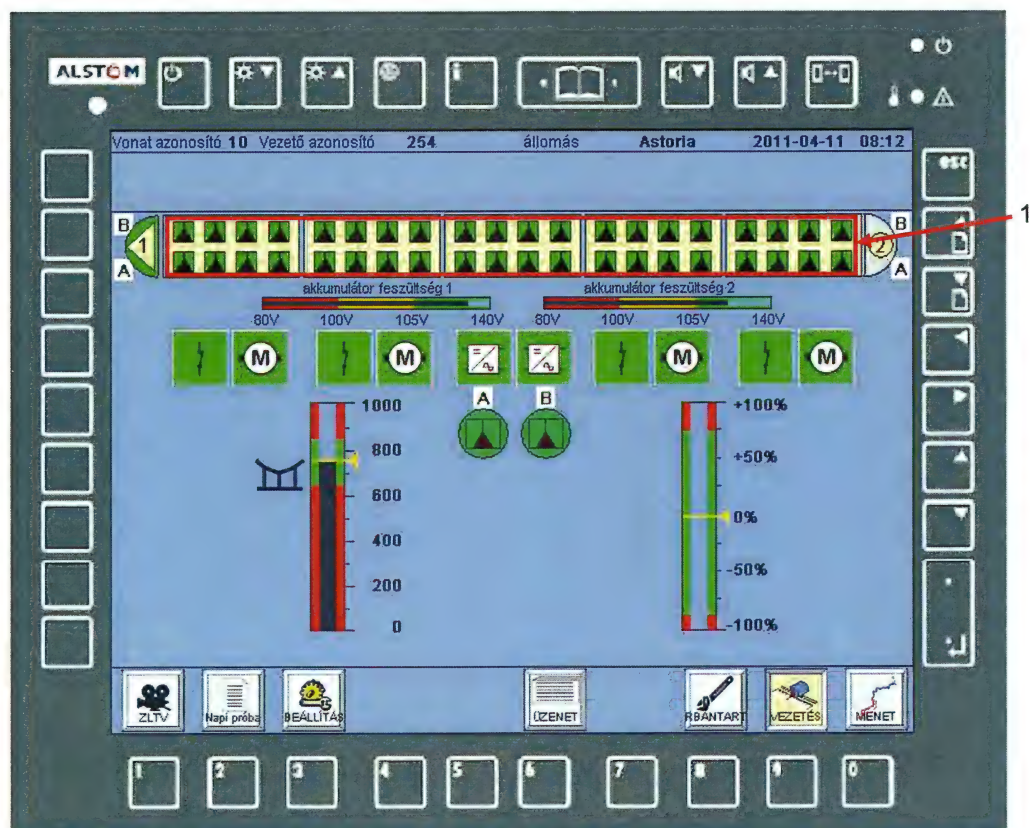 ALSTOM
Vonat azonosító 10 Vezető azonosító 254 állomás Astoria 2011-04-11 08:12
esc
B B
1 2
A A
1
akkumulátor feszültség 1 akkumulátor feszültség 2
80V 100V 105V 140V 80V 100V 105V 140V
M M M M
A B
1000 +100%
800 +50%
600
0%
400
200 -50%
0 -100%
ZLTV Napi próba BEÁLLÍTÁS ÜZENET RBANTART VEZETÉS MENET
1 2 3 4 5 6 7 8 9 0